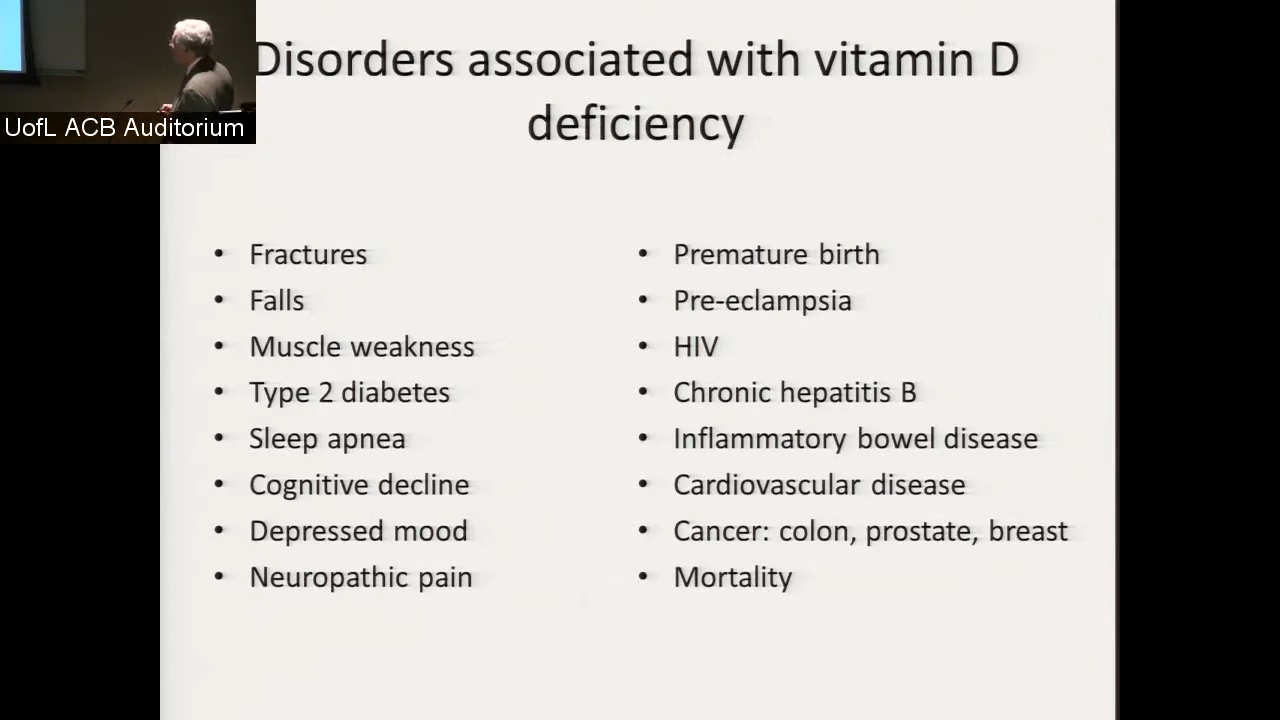 Disorders associated with vitamin D
deficiency
UofL ACB Auditorium
• Fractures
• Falls
• Muscle weakness
• Type 2 diabetes
• Sleep apnea
• Cognitive decline
• Depressed mood
• Neuropathic pain
• Premature birth
• Pre-eclampsia
• HIV
• Chronic hepatitis B
• Inflammatory bowel disease
• Cardiovascular disease
• Cancer: colon, prostate, breast
• Mortality